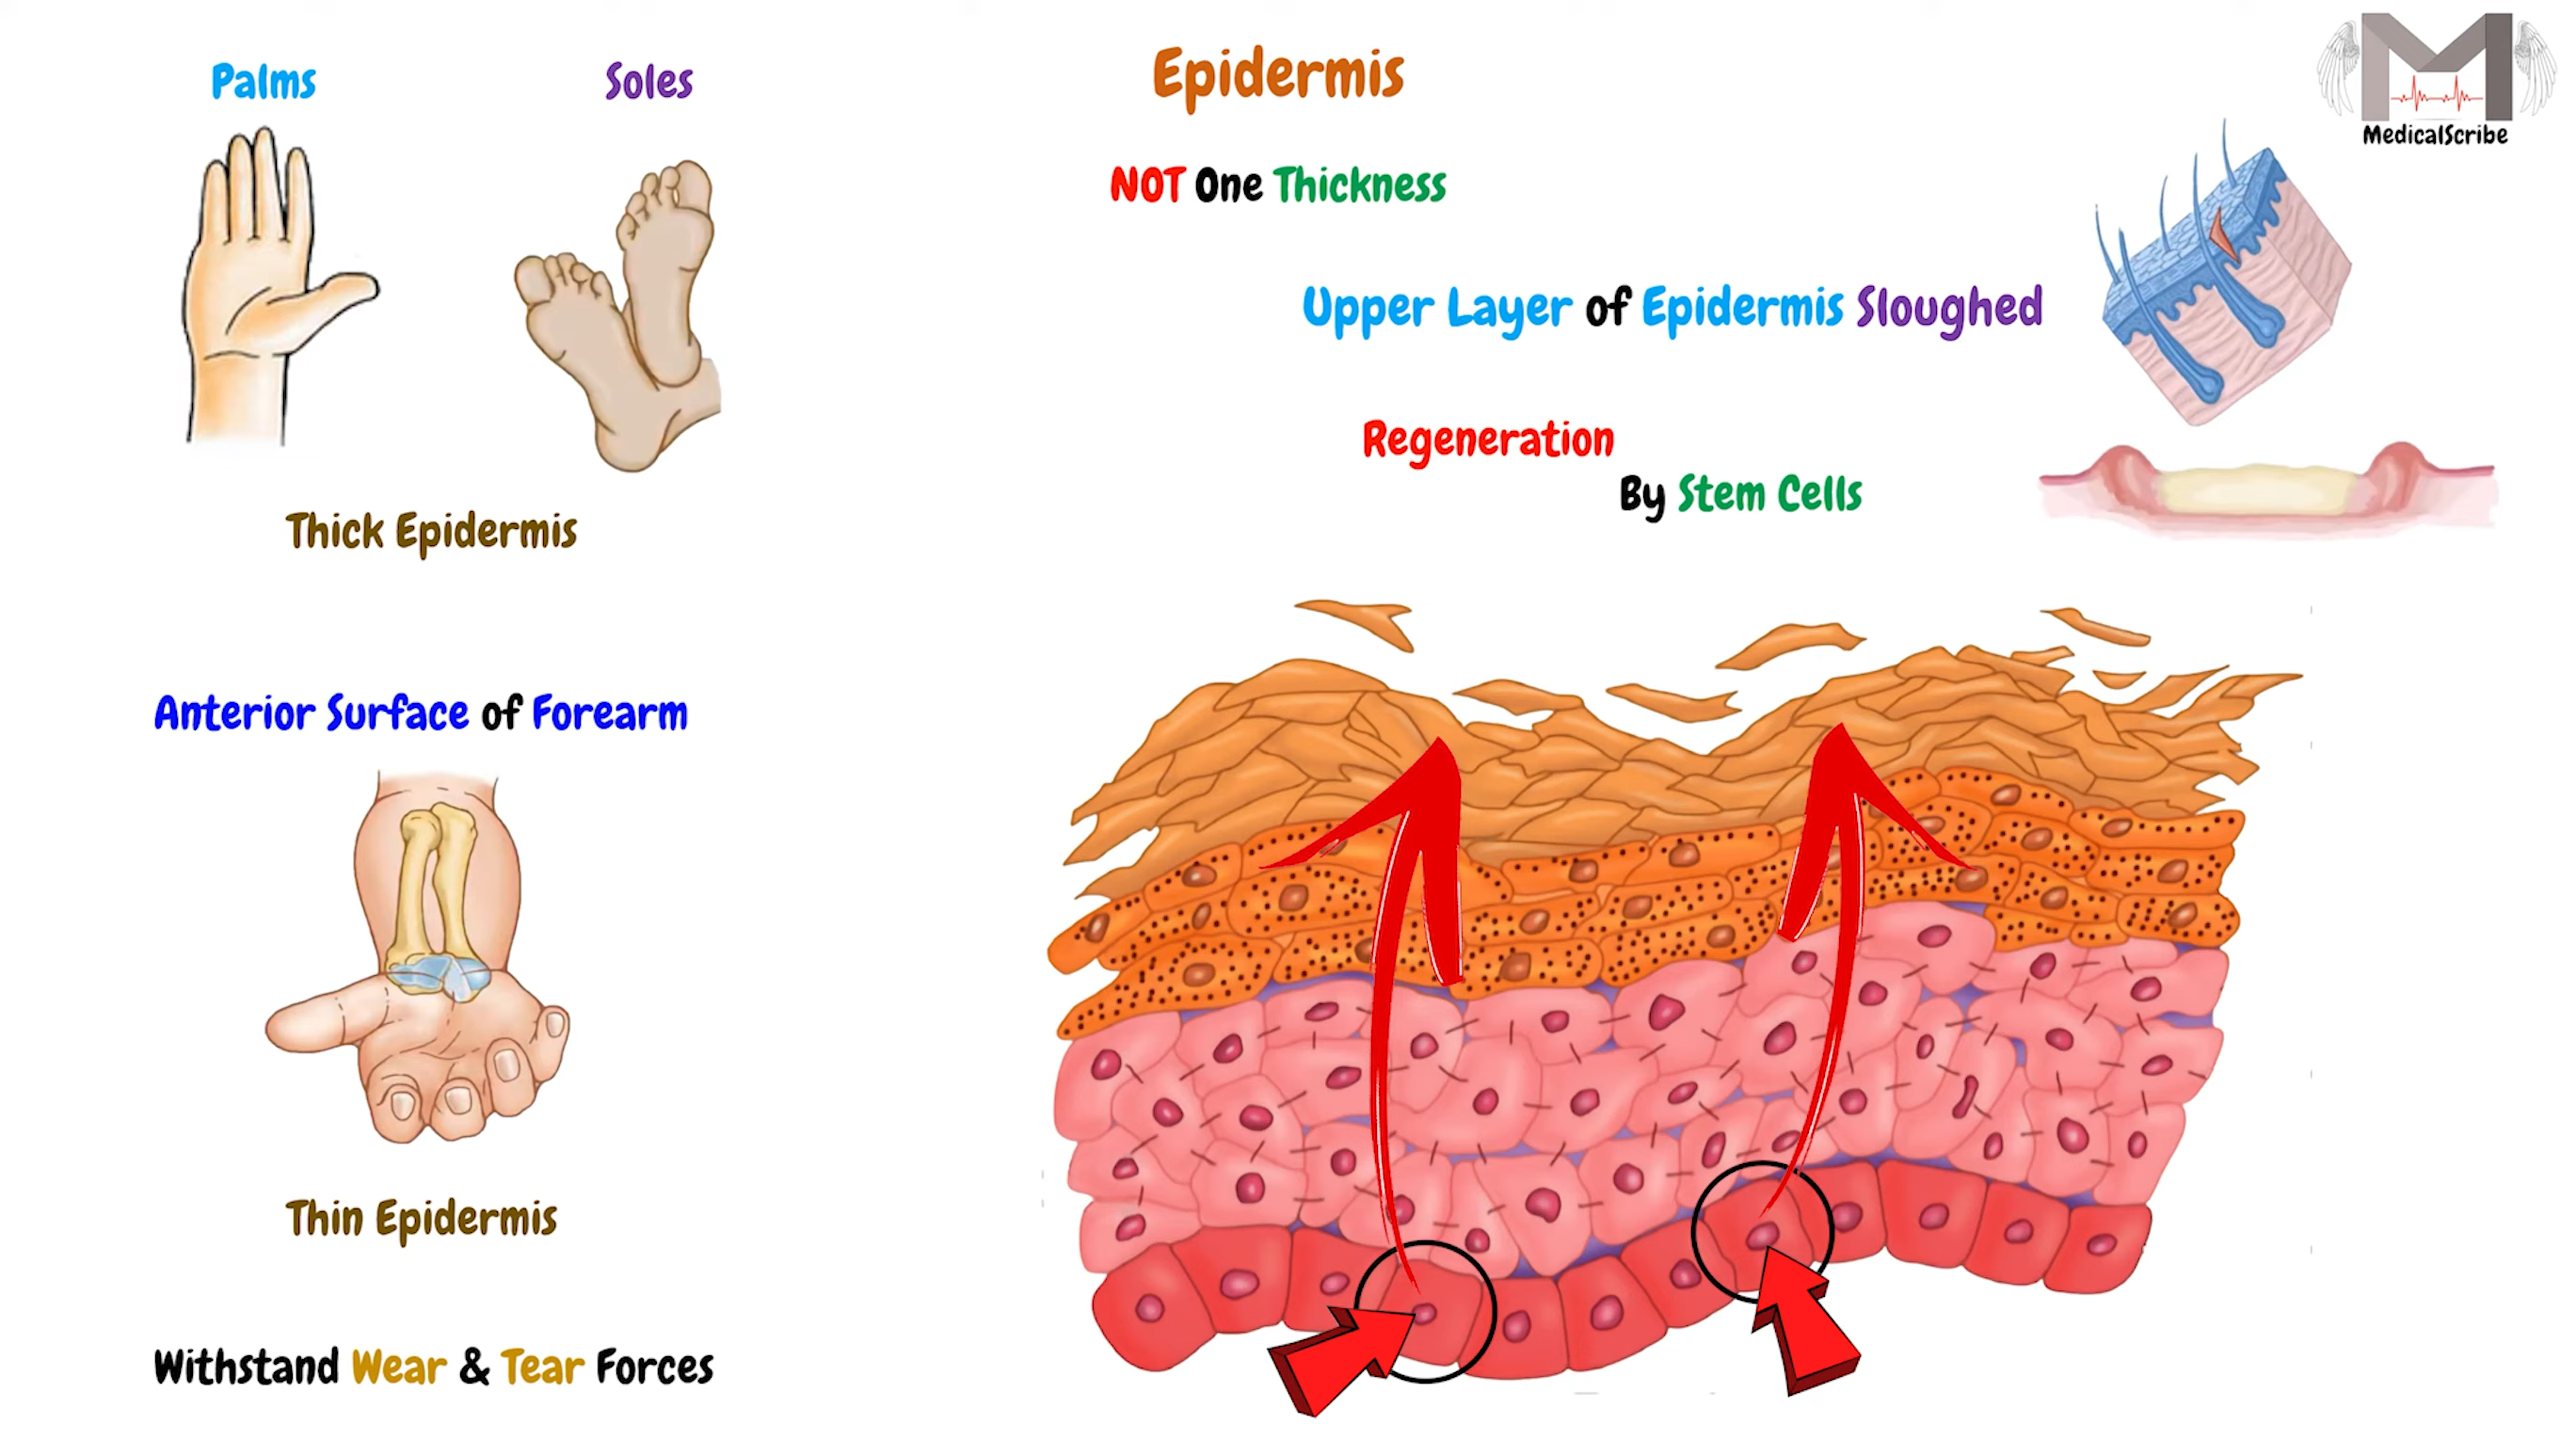 Palms
Soles
Thick Epidermis
Anterior Surface of Forearm
Thin Epidermis
Withstand Wear & Tear Forces
Epidermis
NOT One Thickness
Upper Layer of Epidermis Sloughed
Regeneration
By Stem Cells
M
MedicalScribe